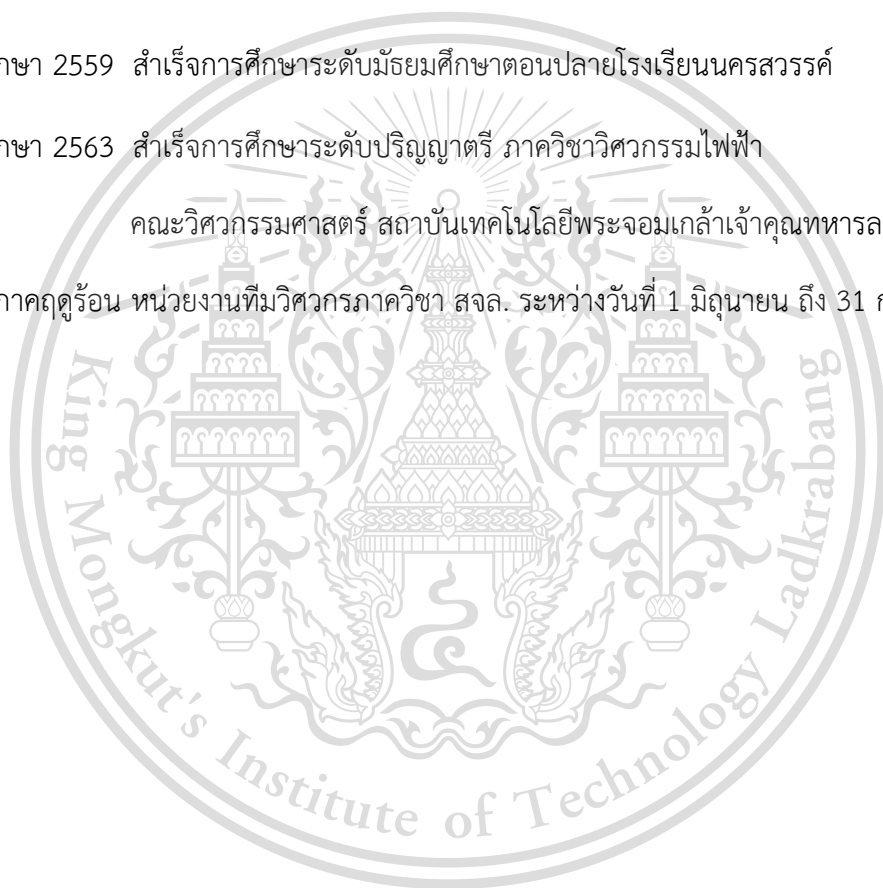 กษา 2559 สำเร็จการศึกษาระดับมัธยมศึกษาตอนปลายโรงเรียนนครสวรรค์
กษา 2563 สำเร็จการศึกษาระดับปริญญาตรี ภาควิชาวิศวกรรมไฟฟ้า
คณะวิศวกรรมศาสตร์ สถาบันเทคโนโลยีพระจอมเกล้าเจ้าคุณทหารล
าคฤดูร้อน หน่วยงานทีมวิศวกรภาควิชา สจล. ระหว่างวันที่ 1 มิถุนายน ถึง 31 ก
King Mongkut's Institute of Technology Ladkrabang